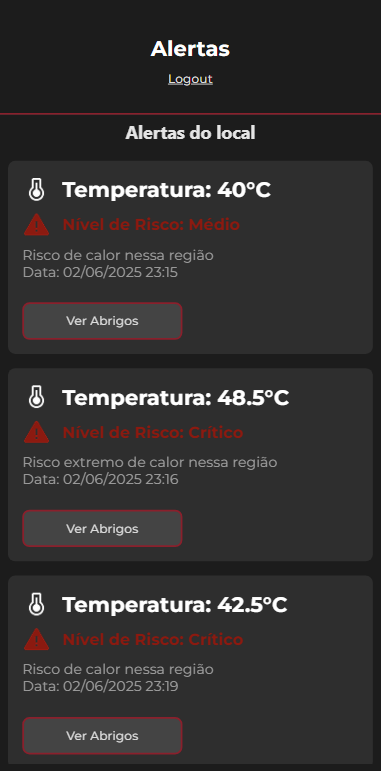 Alertas
Logout
Alertas do local
Temperatura: 40°C
Nível de Risco: Médio
Risco de calor nessa região
Data: 02/06/2025 23:15
Ver Abrigos
Temperatura: 48.5°C
Nível de Risco: Crítico
Risco extremo de calor nessa região
Data: 02/06/2025 23:16
Ver Abrigos
Temperatura: 42.5°C
Nível de Risco: Crítico
Risco de calor nessa região
Data: 02/06/2025 23:19
Ver Abrigos